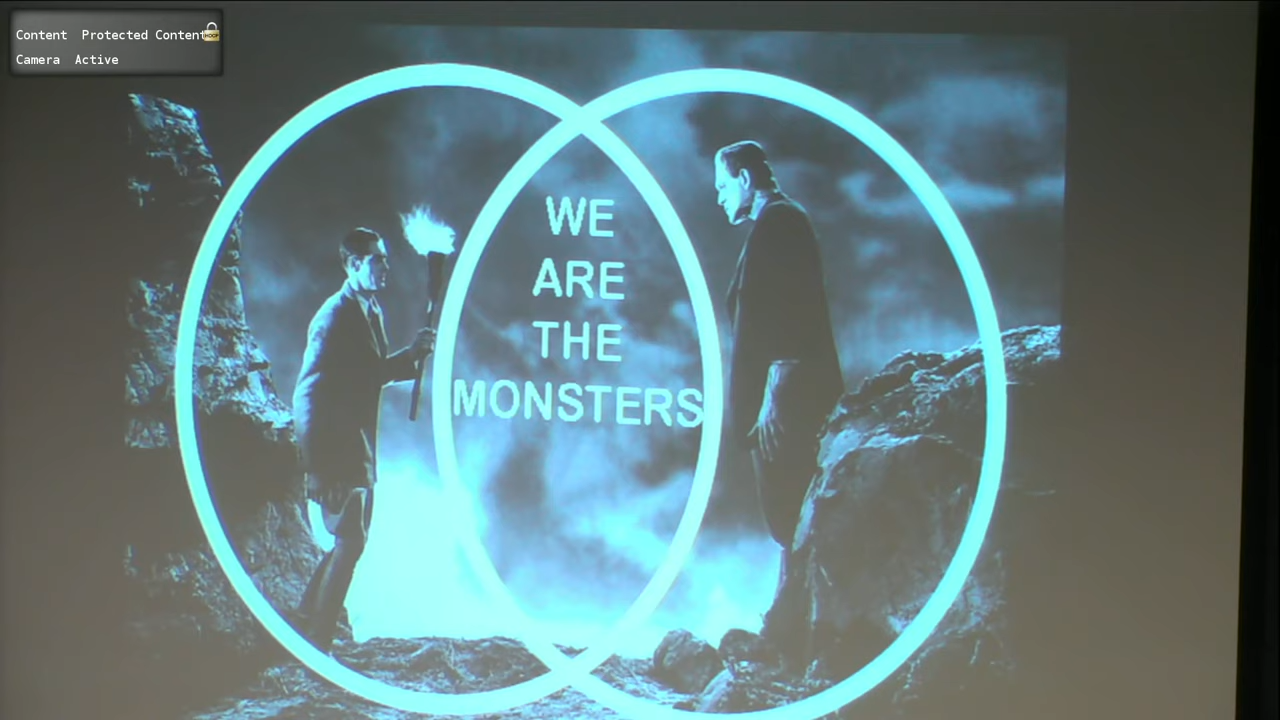 Content Protected Content
Camera Active
WE
ARE
THE
MONSTERS